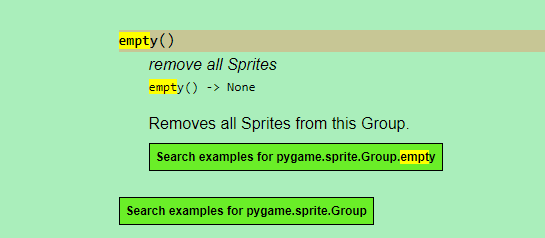 empty()
remove all Sprites
empty() -> None
Removes all Sprites from this Group.
Search examples for pygame.sprite.Group.empty
Search examples for pygame.sprite.Group